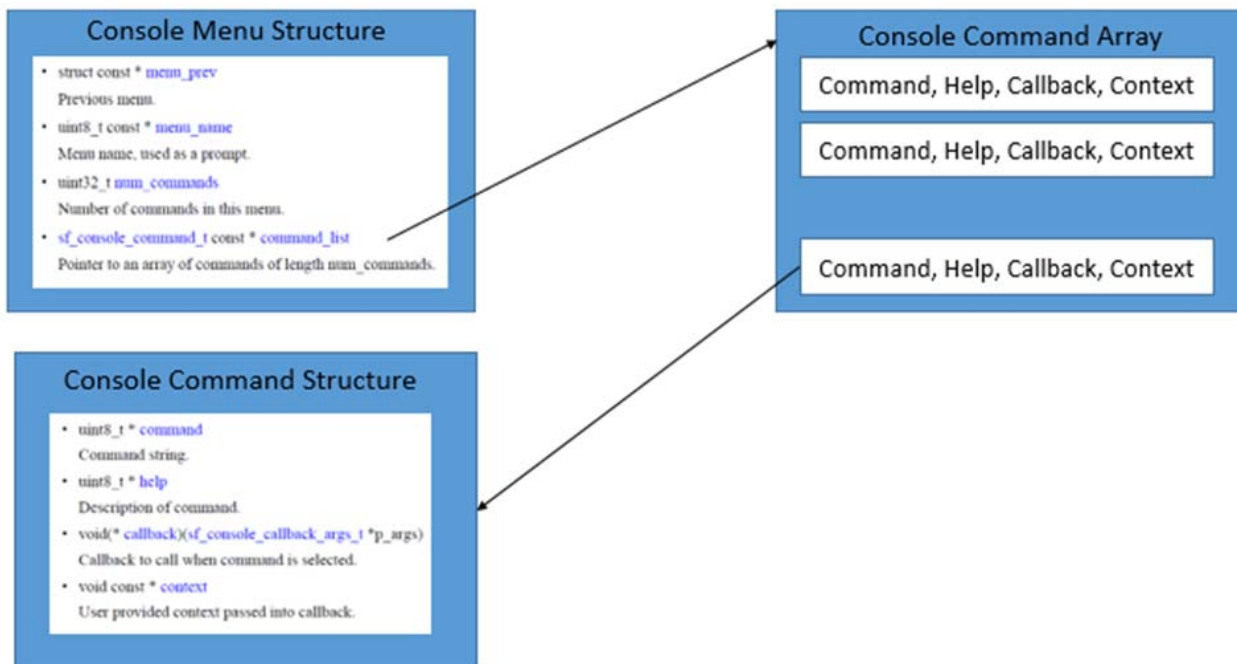 Console Menu Structure
• struct const * menu_prev
Previous menu.
• uint8_t const * menu_name
Menu name, used as a prompt.
• uint32_t num_commands
Number of commands in this menu.
• sf_console_command_t const * command_list
Pointer to an array of commands of length num_commands.
Console Command Array
Command, Help, Callback, Context
Command, Help, Callback, Context
Command, Help, Callback, Context
Console Command Structure
• uint8_t * command
Command string.
• uint8_t * help
Description of command.
• void(* callback)(sf_console_callback_args_t *p_args)
Callback to call when command is selected.
• void const * context
User provided context passed into callback.